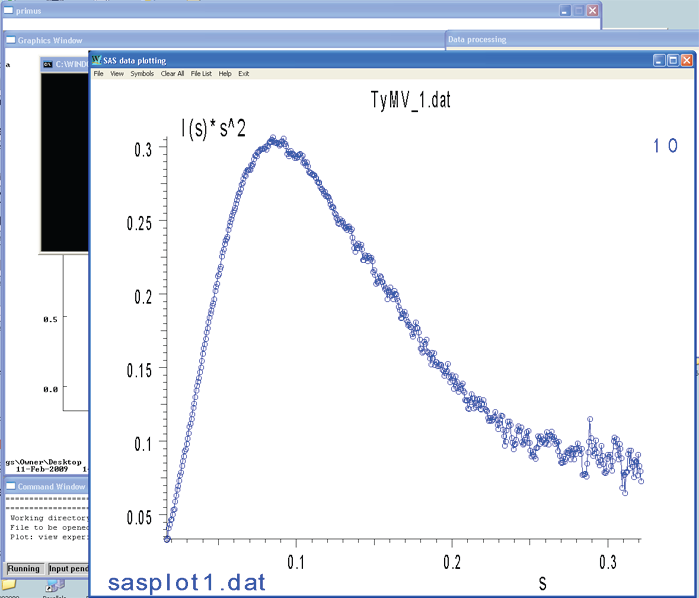 primus
Graphics Window
Data processing
a
C:\WIND
SAS data plotting
File View Symbols Clear All File List Help Exit
TyMV_1.dat
I(s)*s^2
1 0
0.3
0.25
0.2
0.15
0.1
0.05
0.1
0.2
0.3
s
sasplot1.dat
0.5
0.0
gs\Owner\Desktop
11-Feb-2009 1
Command Window
Working directory
File to be opene
Plot: view experi
Running
Input pend